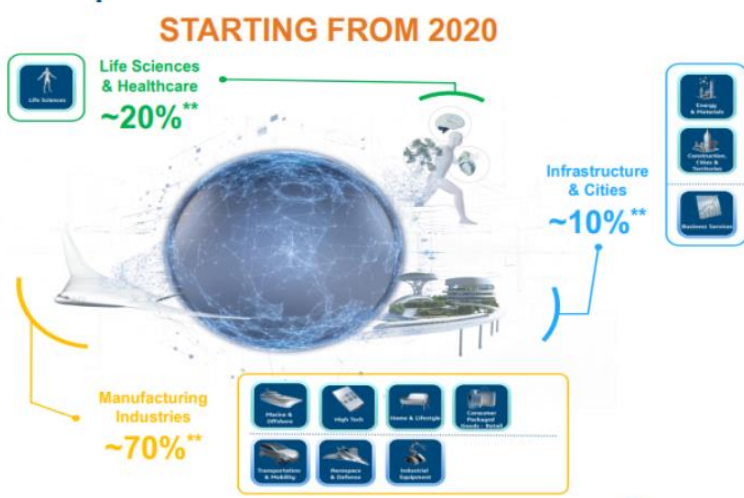 STARTING FROM 2020
Life Sciences
Life Sciences
& Healthcare
~20%**
Energy
& Materials
Construction,
Cities &
Territories
Business Services
Infrastructure
& Cities
~10%**
Manufacturing
Industries
~70%**
Marine &
Offshore
High Tech
Home & Lifestyle
Consumer
Packaged
Goods - Retail
Transportation
& Mobility
Aerospace
& Defense
Industrial
Equipment